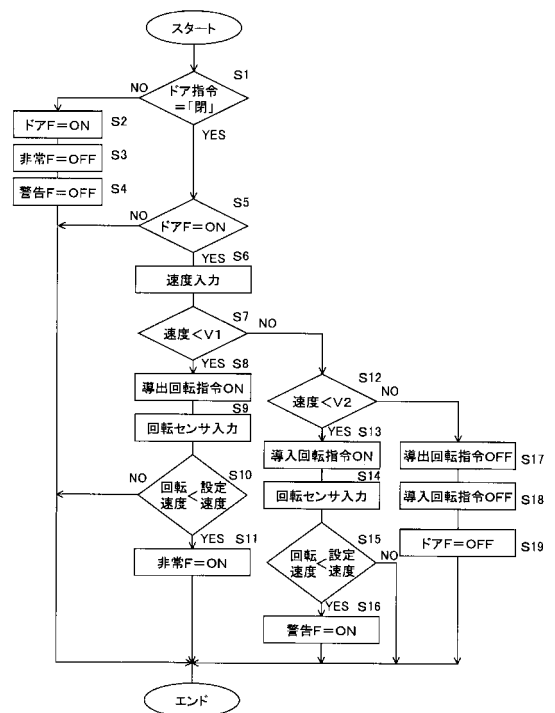 スタート
S1
NO
ドア指令
=「閉」
YES
ドアF=ON
S2
非常F=OFF
S3
警告F=OFF
S4
S5
NO
ドアF=ON
YES
S6
速度入力
S7
速度<V1
NO
YES
S8
導出回転指令ON
S9
回転センサ入力
S10
NO
回転
速度
<
設定
速度
YES
S11
非常F=ON
S12
速度<V2
NO
YES
S13
導入回転指令ON
S14
回転センサ入力
S15
回転
速度
<
設定
速度
NO
YES
S16
警告F=ON
導出回転指令OFF
S17
導入回転指令OFF
S18
ドアF=OFF
S19
エンド